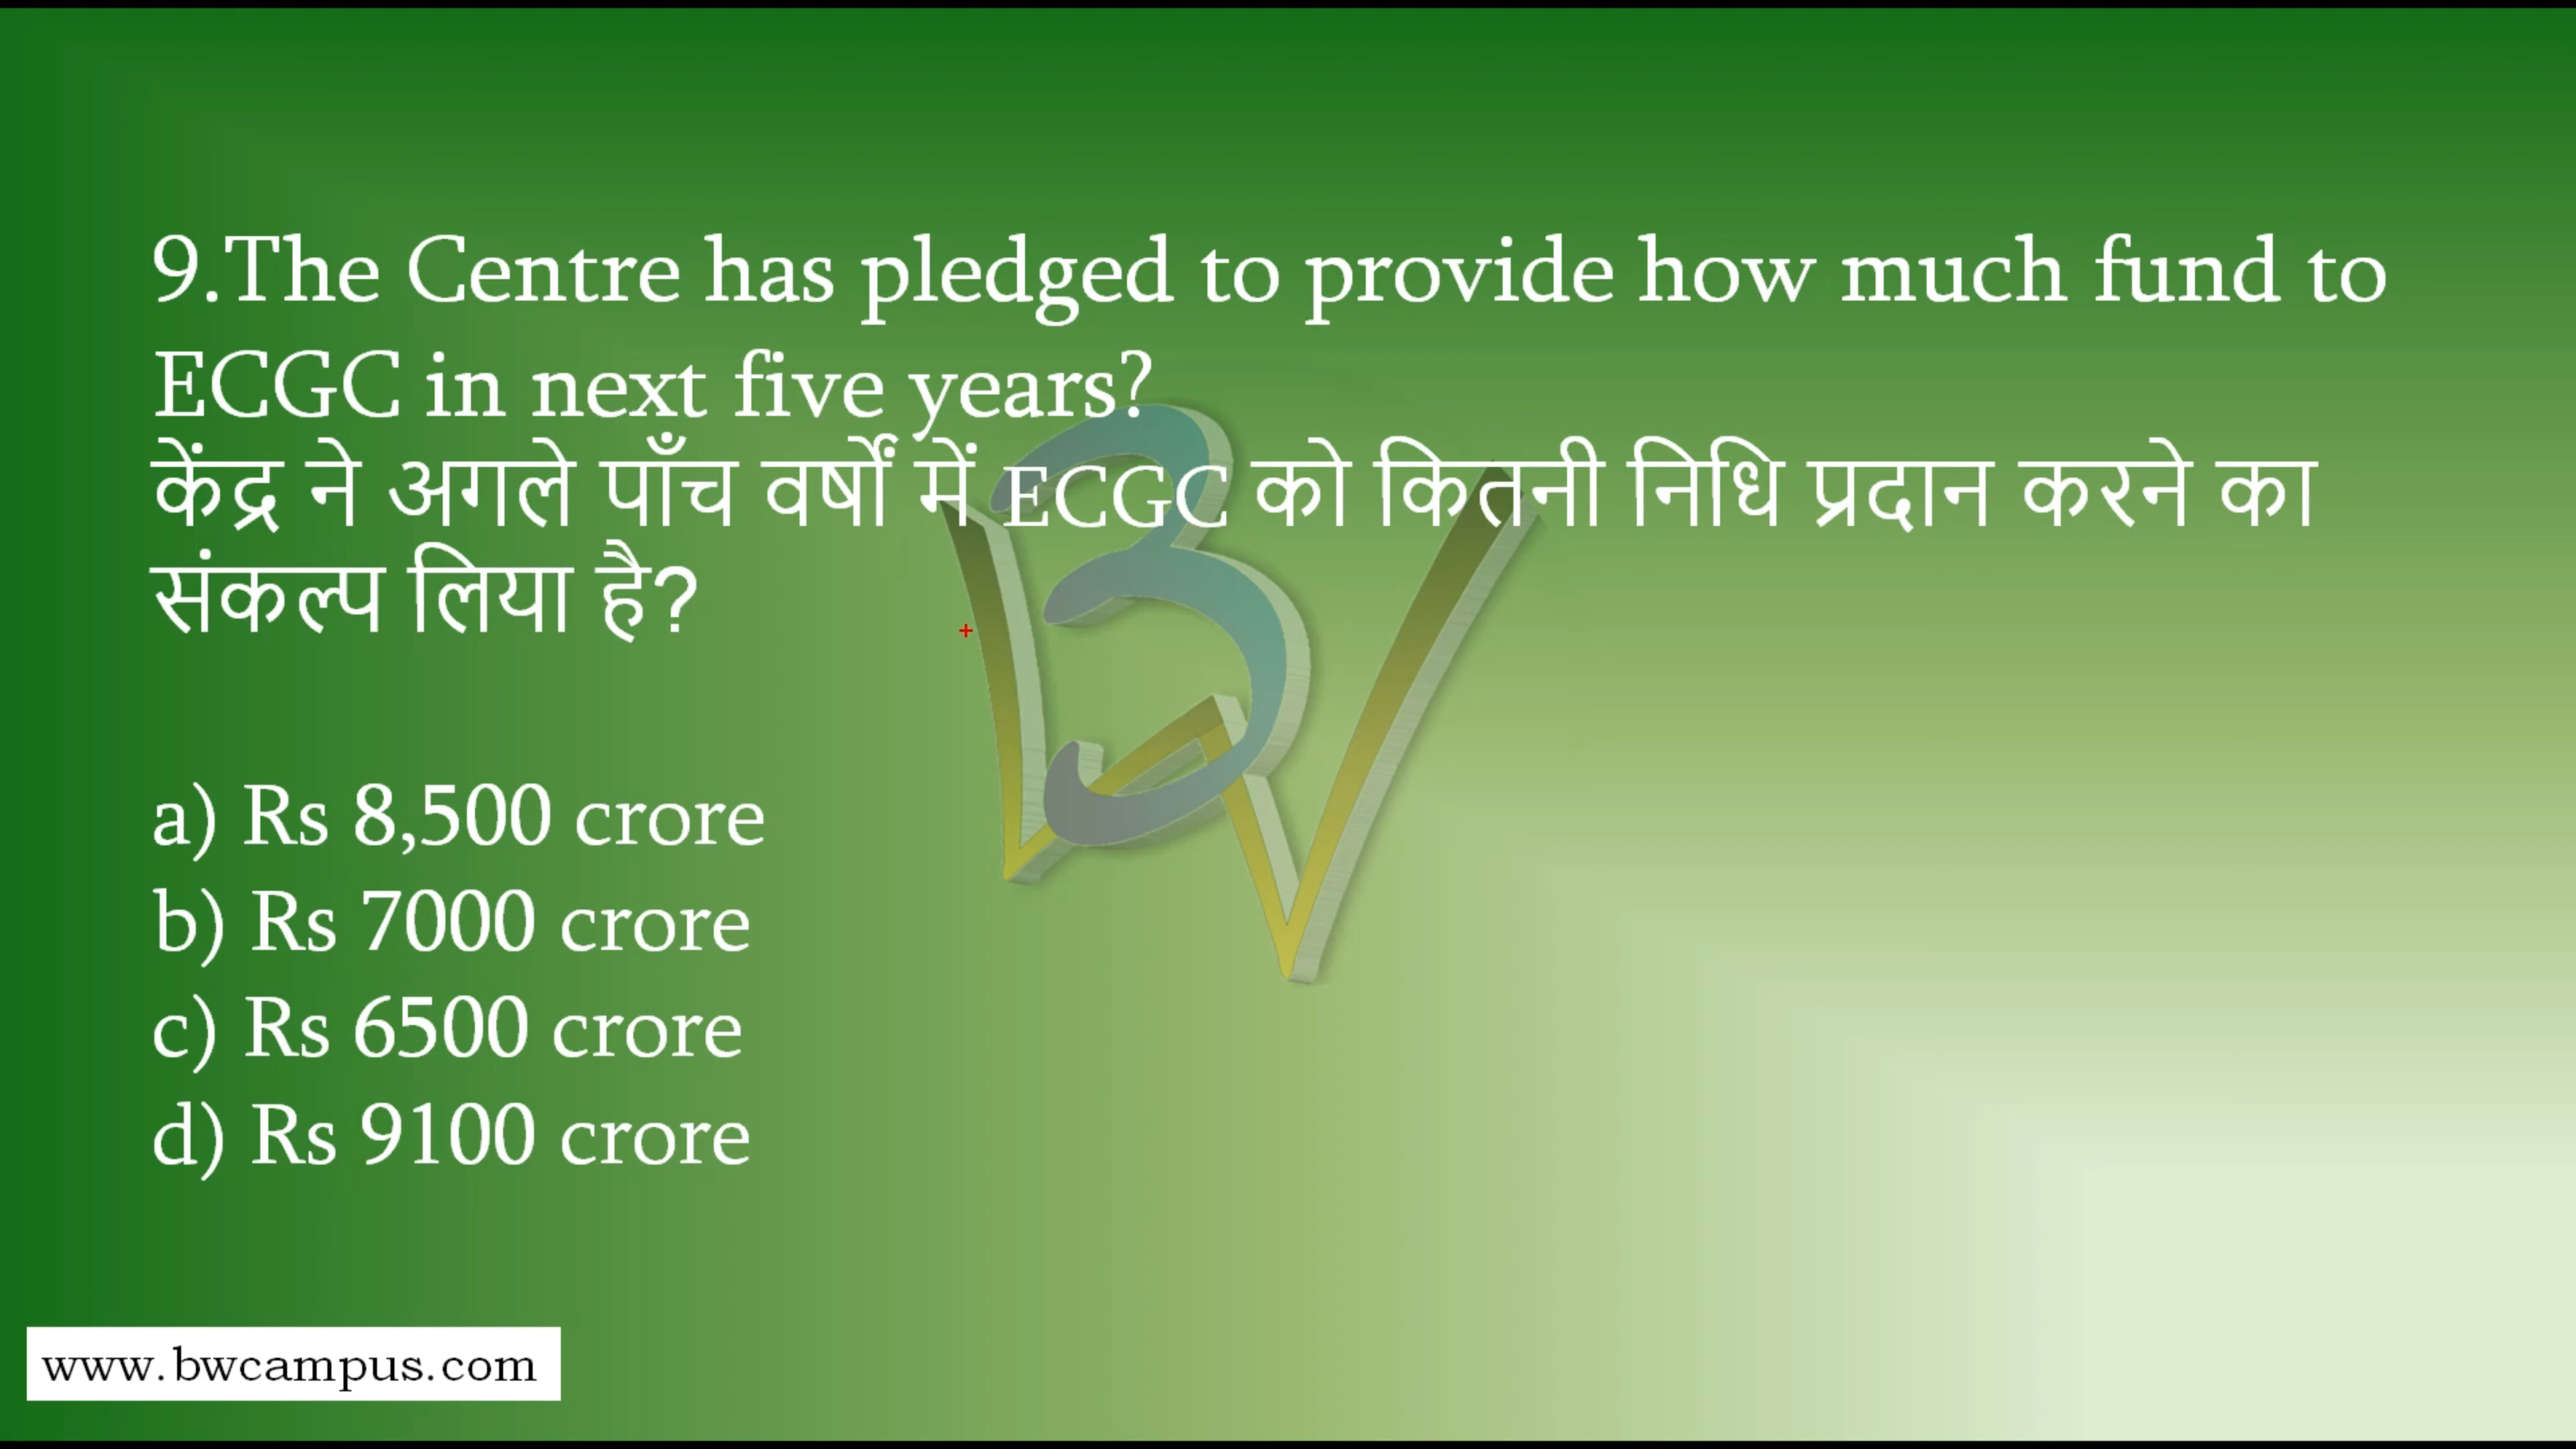 9.The Centre has pledged to provide how much fund to
ECGC in next five years?
केंद्र ने अगले पाँच वर्षों में ECGC को कितनी निधि प्रदान करने का
संकल्प लिया है?
a) Rs 8,500 crore
b) Rs 7000 crore
c) Rs 6500 crore
d) Rs 9100 crore
www.bwcampus.com